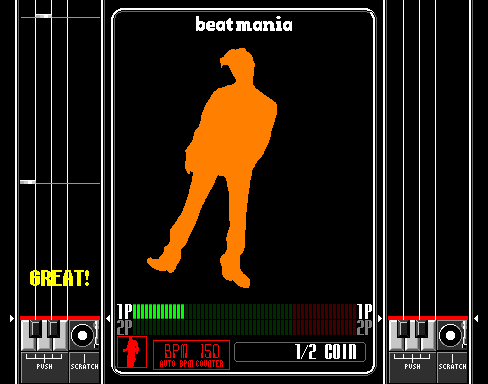 beatmania
GREAT!
1P 1P
2P 2P
BPM 150
AUTO BPM COUNTER
1/2 COIN
PUSH SCRATCH PUSH SCRATCH